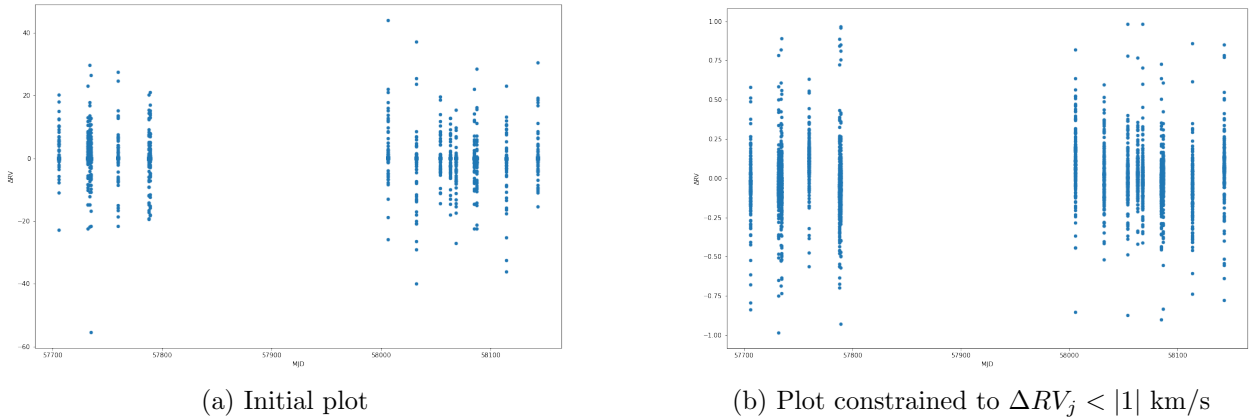 40
20
0
−20
−40
−60
ΔRV
57700 57800 57900 58000 58100
MJD
(a) Initial plot
1.00
0.75
0.50
0.25
0.00
−0.25
−0.50
−0.75
−1.00
ΔRV
57700 57800 57900 58000 58100
MJD
(b) Plot constrained to ΔRVⱼ < |1| km/s